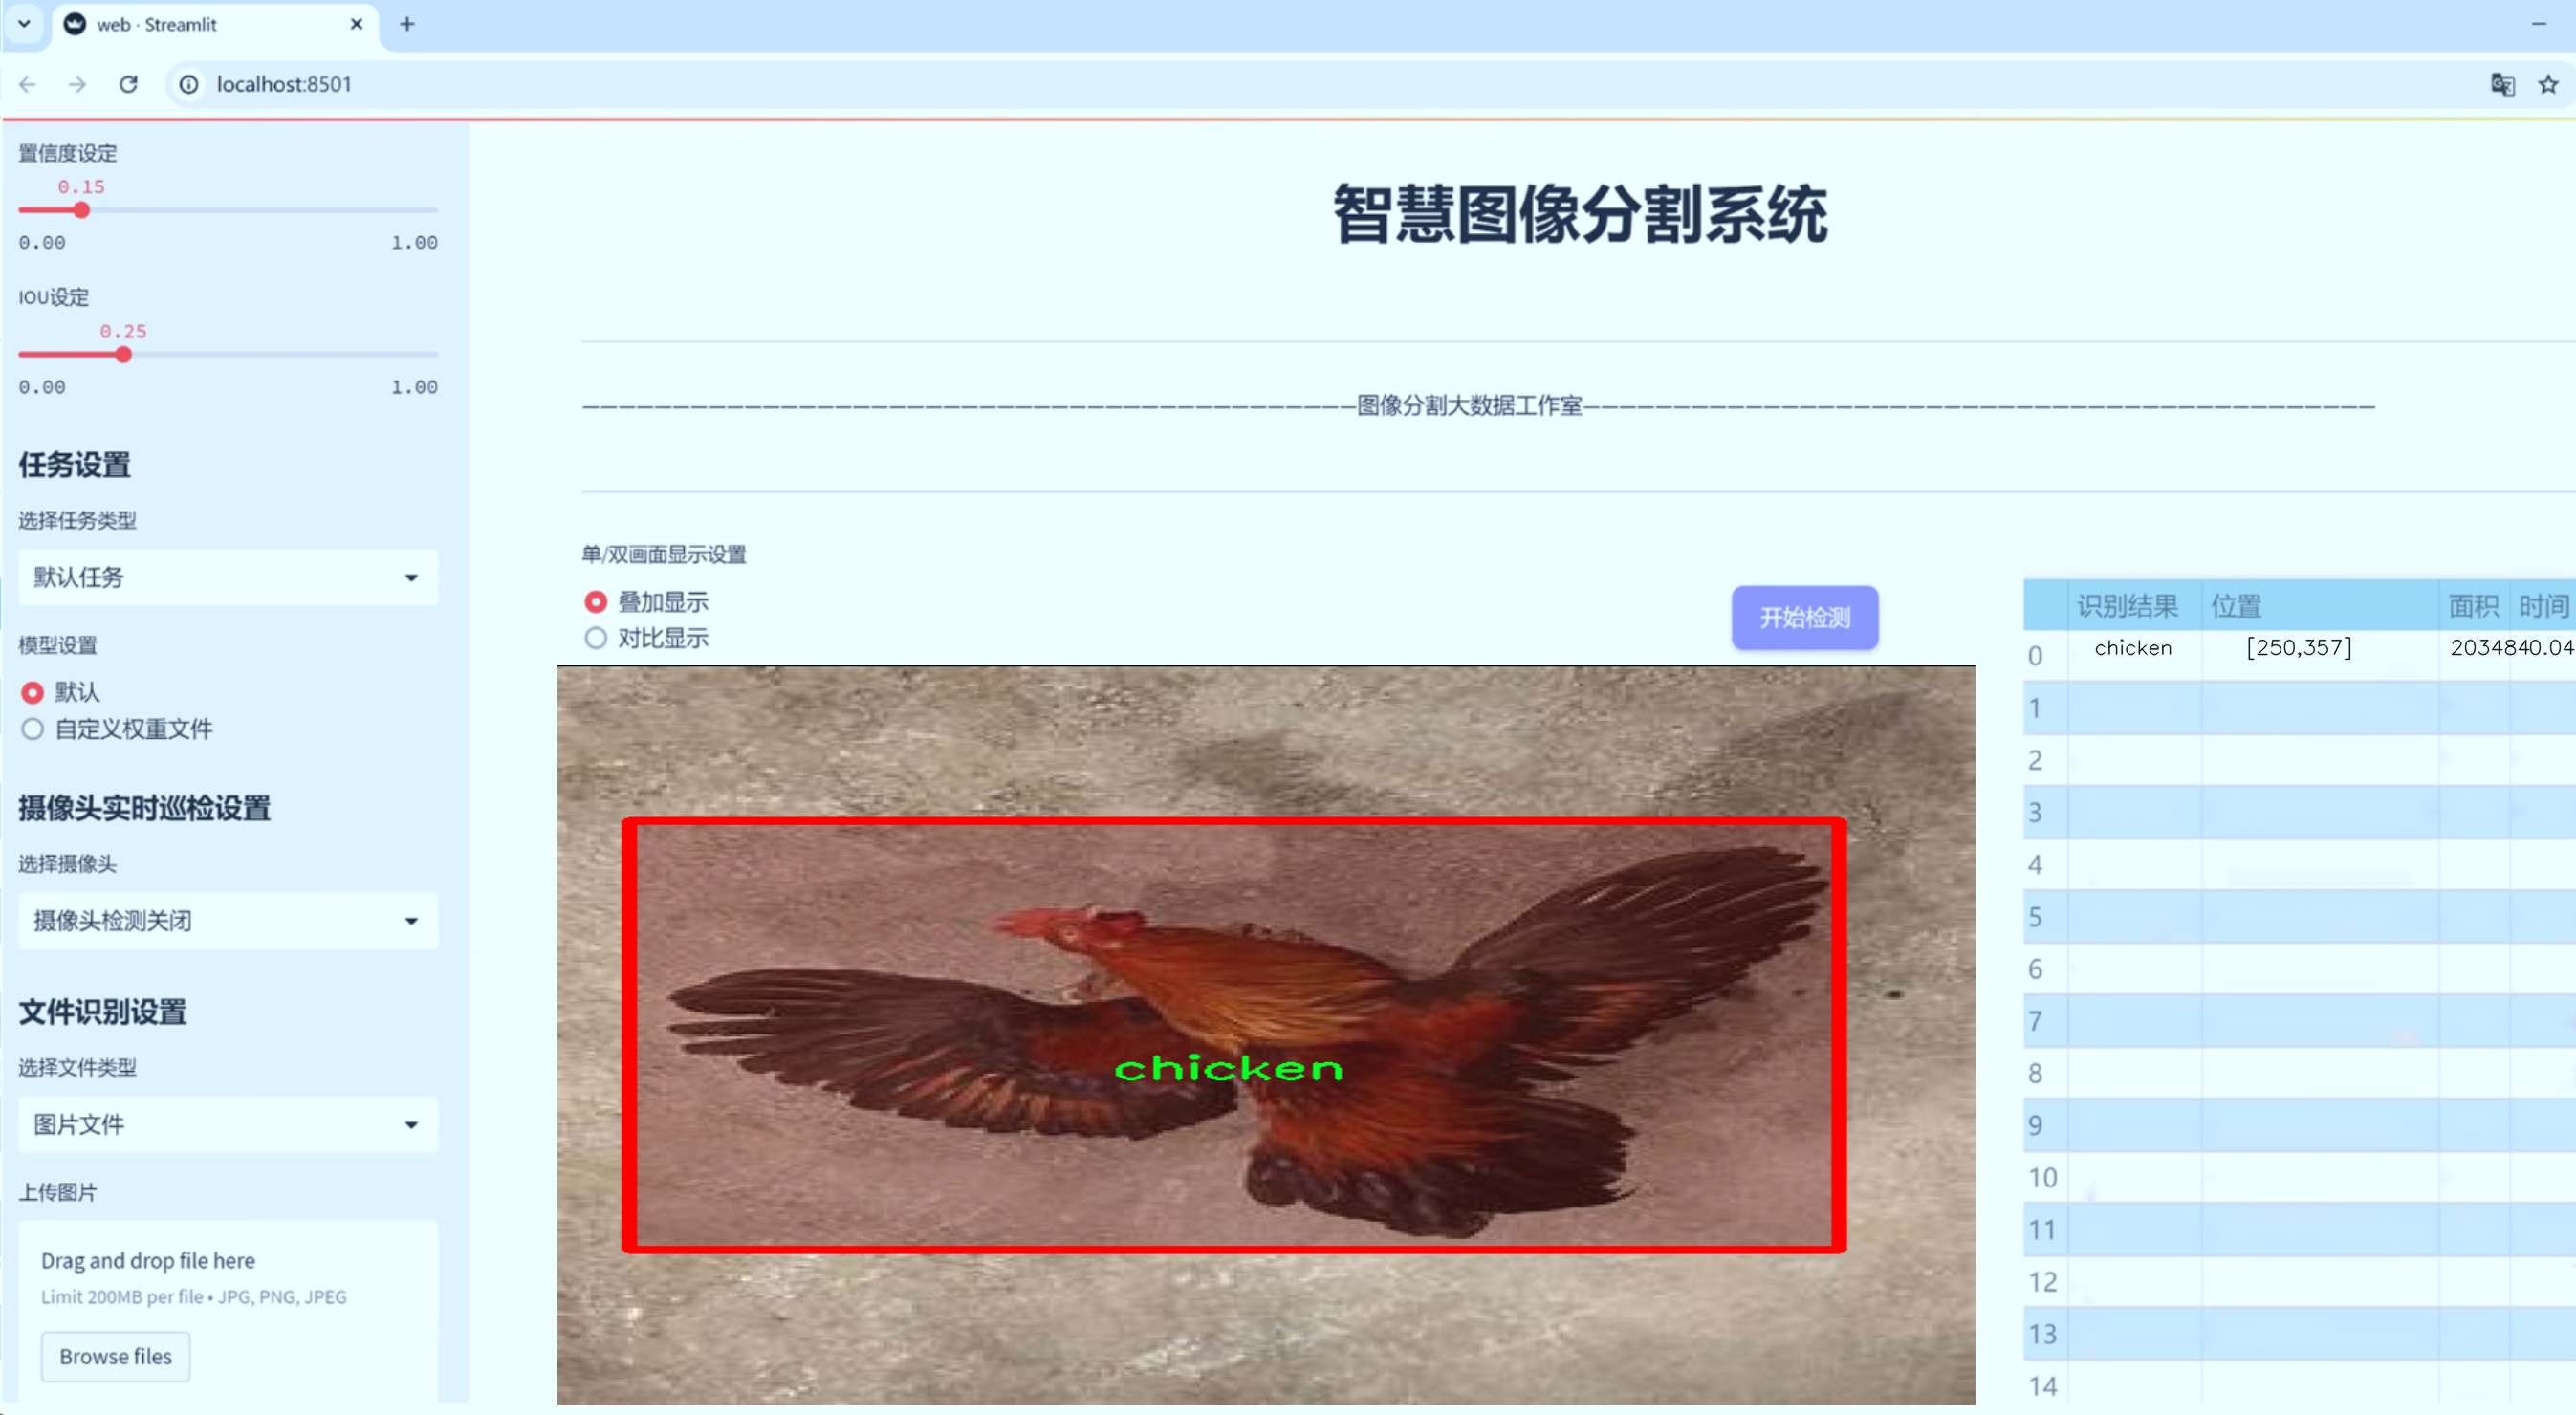 web · Streamlit
localhost:8501
置信度设定
0.15
0.00 1.00
IOU设定
0.25
0.00 1.00
任务设置
选择任务类型
默认任务
模型设置
默认
自定义权重文件
摄像头实时巡检设置
选择摄像头
摄像头检测关闭
文件识别设置
选择文件类型
图片文件
上传图片
Drag and drop file here
Limit 200MB per file • JPG, PNG, JPEG
Browse files
智慧图像分割系统
———————————————————————————————————————————图像分割大数据工作室————————————————————————————————————————————
单/双画面显示设置
叠加显示
对比显示
开始检测
chicken
识别结果 位置 面积 时间
0 chicken [250,357] 2034840.04
1
2
3
4
5
6
7
8
9
10
11
12
13
14